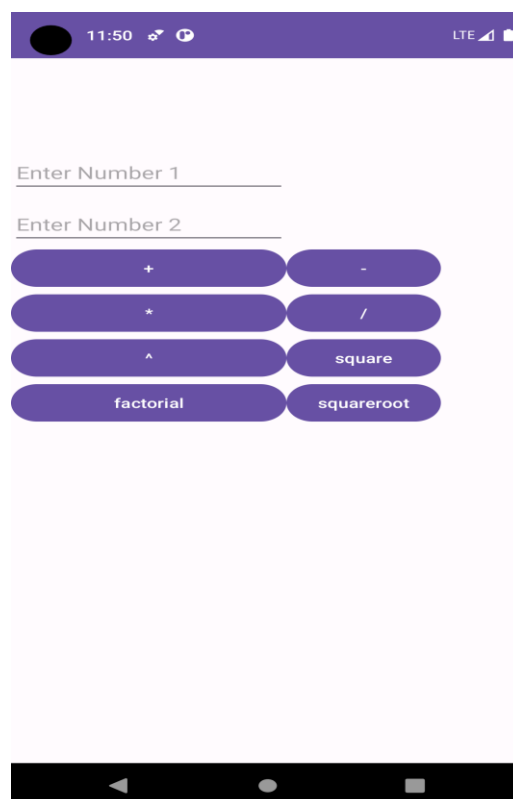 11:50 LTE
Enter Number 1
Enter Number 2
+ -
* /
^ square
factorial squareroot